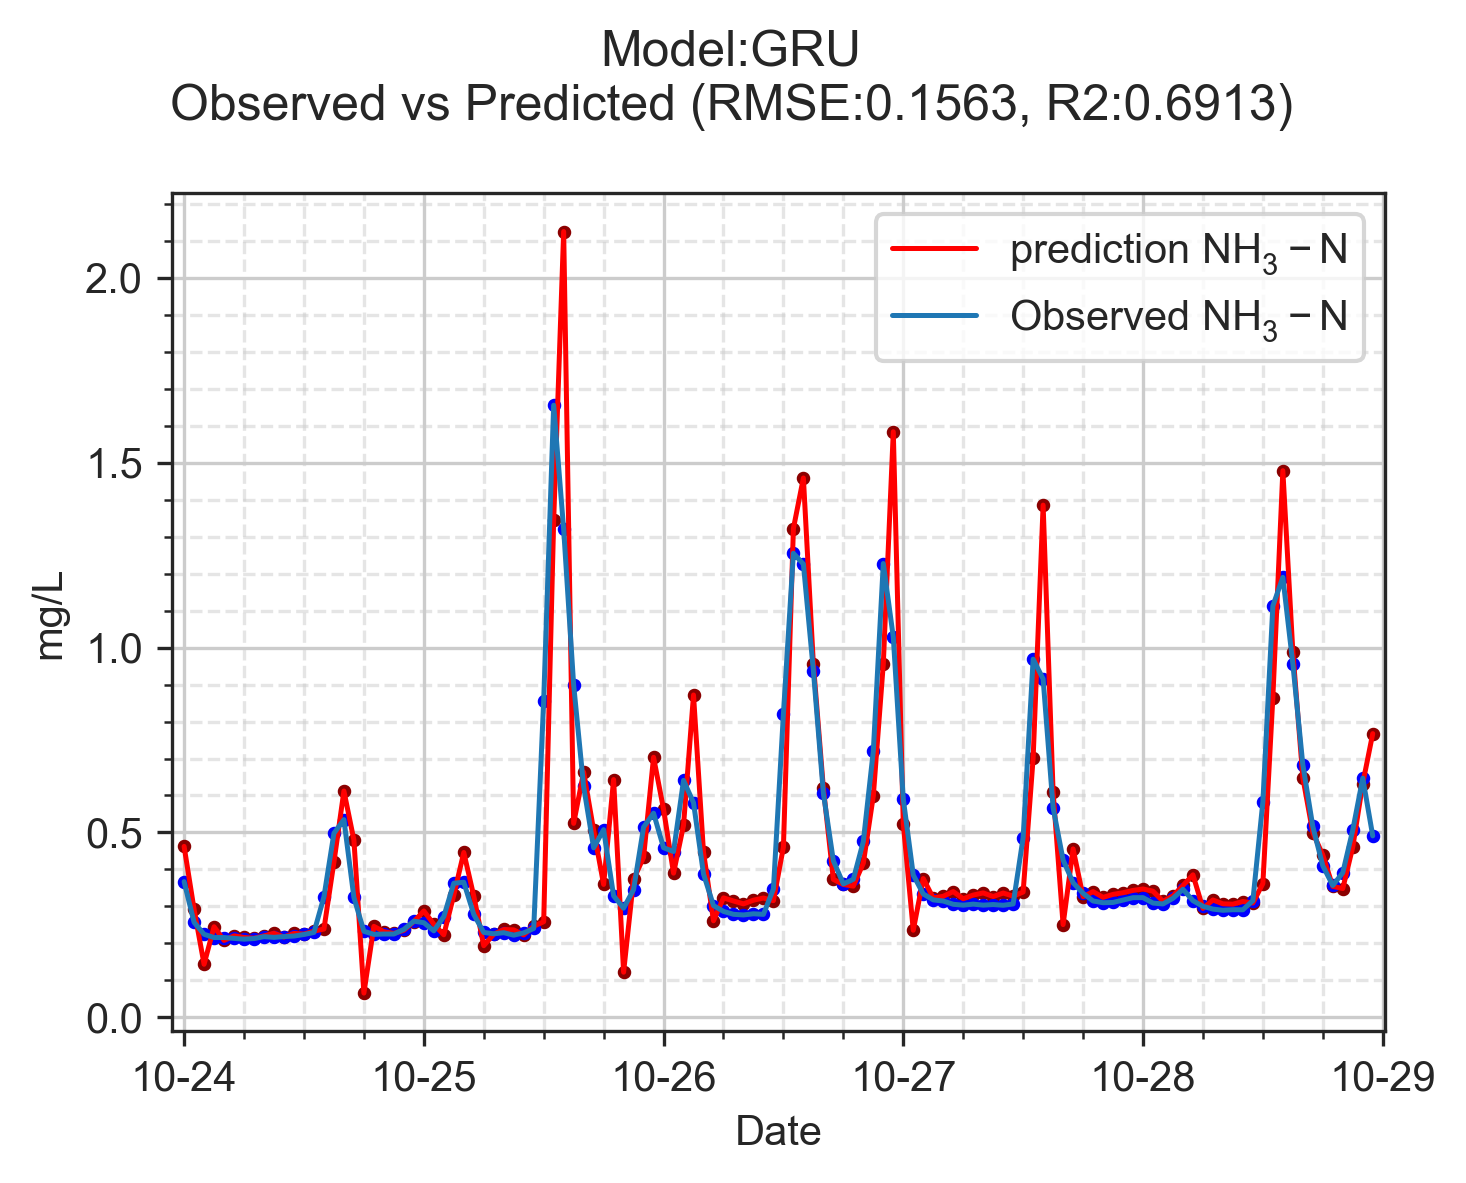 Model:GRU
Observed vs Predicted (RMSE:0.1563, R2:0.6913)
prediction NH₃ − N
Observed NH₃ − N
2.0
1.5
1.0
0.5
0.0
mg/L
10-24 10-25 10-26 10-27 10-28 10-29
Date